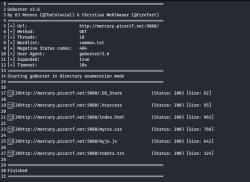 Gobuster v3.6
by OJ Reeves (@TheColonial) & Christian Mehlmauer (@firefart)
[+] Url: http://mercury.picoctf.net:5080/
[+] Method: GET
[+] Threads: 10
[+] Wordlist: common.txt
[+] Negative Status codes: 404
[+] User Agent: gobuster/3.6
[+] Expanded: true
[+] Timeout: 10s
Starting gobuster in directory enumeration mode
[2Khttp://mercury.picoctf.net:5080/.DS_Store (Status: 200) [Size: 62]
[2Khttp://mercury.picoctf.net:5080/.htaccess (Status: 200) [Size: 95]
[2Khttp://mercury.picoctf.net:5080/index.html (Status: 200) [Size: 961]
[2Khttp://mercury.picoctf.net:5080/mycss.css (Status: 200) [Size: 768]
[2Khttp://mercury.picoctf.net:5080/myjs.js (Status: 200) [Size: 642]
[2Khttp://mercury.picoctf.net:5080/robots.txt (Status: 200) [Size: 124]
Finished